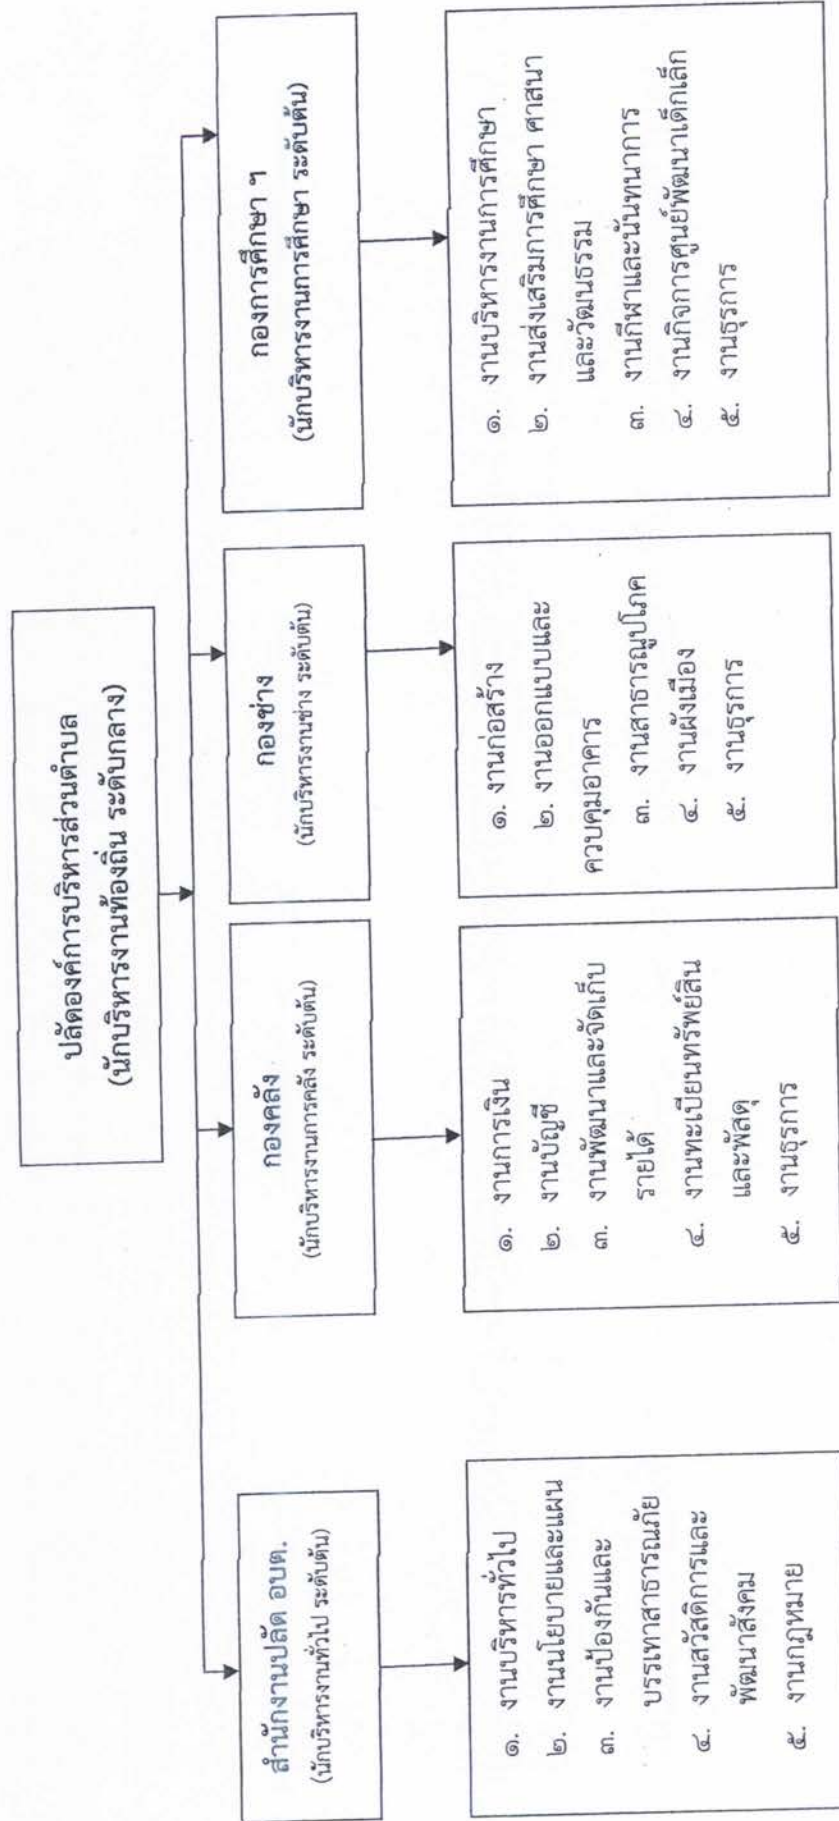 ปลัดองค์การบริหารส่วนตำบล
(นักบริหารงานท้องถิ่น ระดับกลาง)
สำนักงานปลัด อบต.
(นักบริหารงานทั่วไป ระดับต้น)
๑. งานบริหารทั่วไป
๒. งานนโยบายและแผน
๓. งานป้องกันและ
บรรเทาสาธารณภัย
๔. งานสวัสดิการและ
พัฒนาสังคม
๕. งานกฎหมาย
กองคลัง
(นักบริหารงานการคลัง ระดับต้น)
๑. งานการเงิน
๒. งานบัญชี
๓. งานพัฒนาและจัดเก็บ
รายได้
๔. งานทะเบียนทรัพย์สิน
และพัสดุ
๕. งานธุรการ
กองช่าง
(นักบริหารงานช่าง ระดับต้น)
๑. งานก่อสร้าง
๒. งานออกแบบและ
ควบคุมอาคาร
๓. งานสาธารณูปโภค
๔. งานผังเมือง
๕. งานธุรการ
กองการศึกษา ฯ
(นักบริหารงานการศึกษา ระดับต้น)
๑. งานบริหารงานการศึกษา
๒. งานส่งเสริมการศึกษา ศาสนา
และวัฒนธรรม
๓. งานกีฬาและนันทนาการ
๔. งานกิจการศูนย์พัฒนาเด็กเล็ก
๕. งานธุรการ